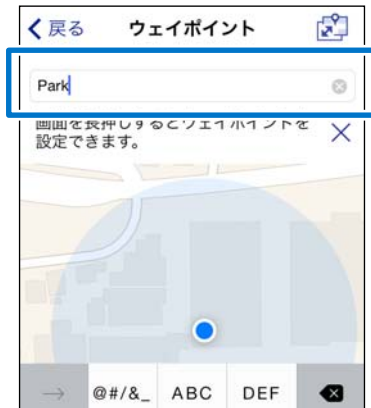 戻る ウェイポイント
Park
画面を長押しするとウェイポイントを
設定できます。
→ @#/&_ ABC DEF